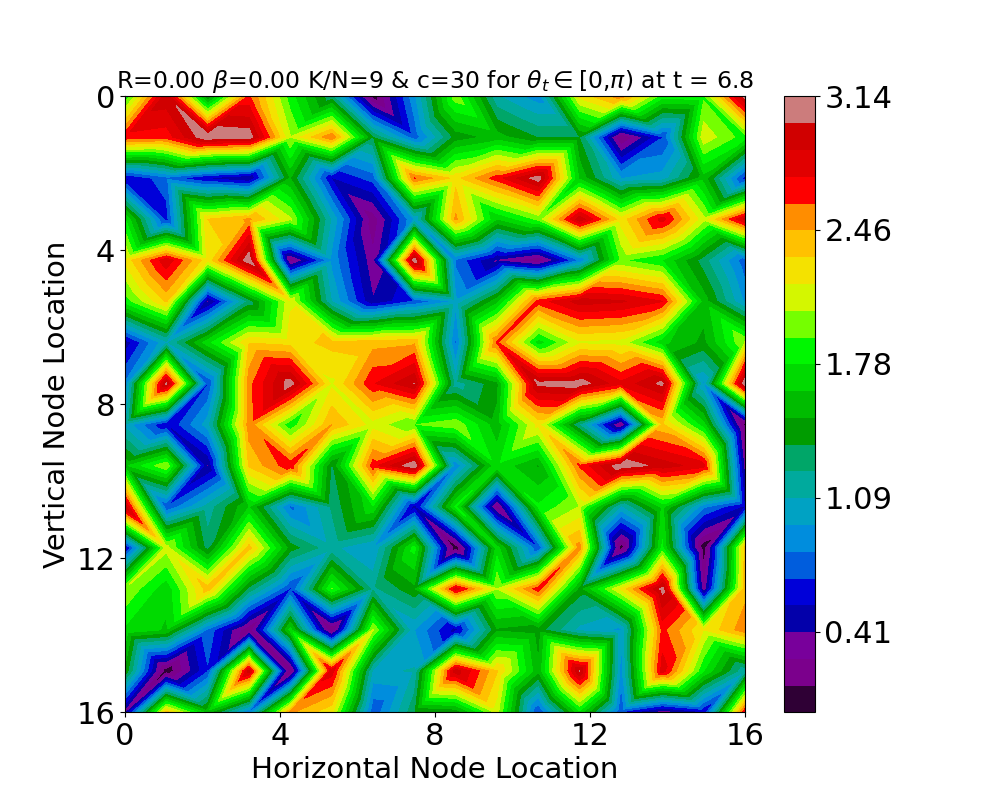 R=0.00 β=0.00 K/N=9 & c=30 for θ_t ∈ [0,π) at t = 6.8
0
4
8
12
16
Vertical Node Location
0 4 8 12 16
Horizontal Node Location
3.14
2.46
1.78
1.09
0.41